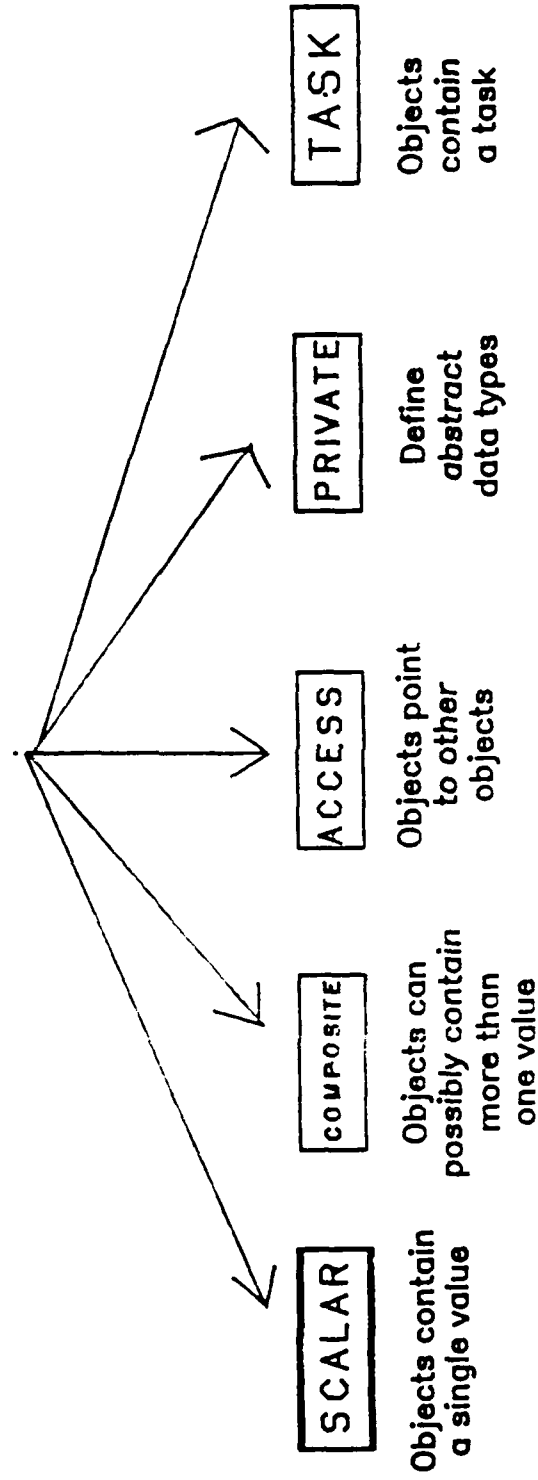 SCALAR
Objects contain
a single value
COMPOSITE
Objects can
possibly contain
more than
one value
ACCESS
Objects point
to other
objects
PRIVATE
Define
abstract
data types
TASK
Objects
contain
a task